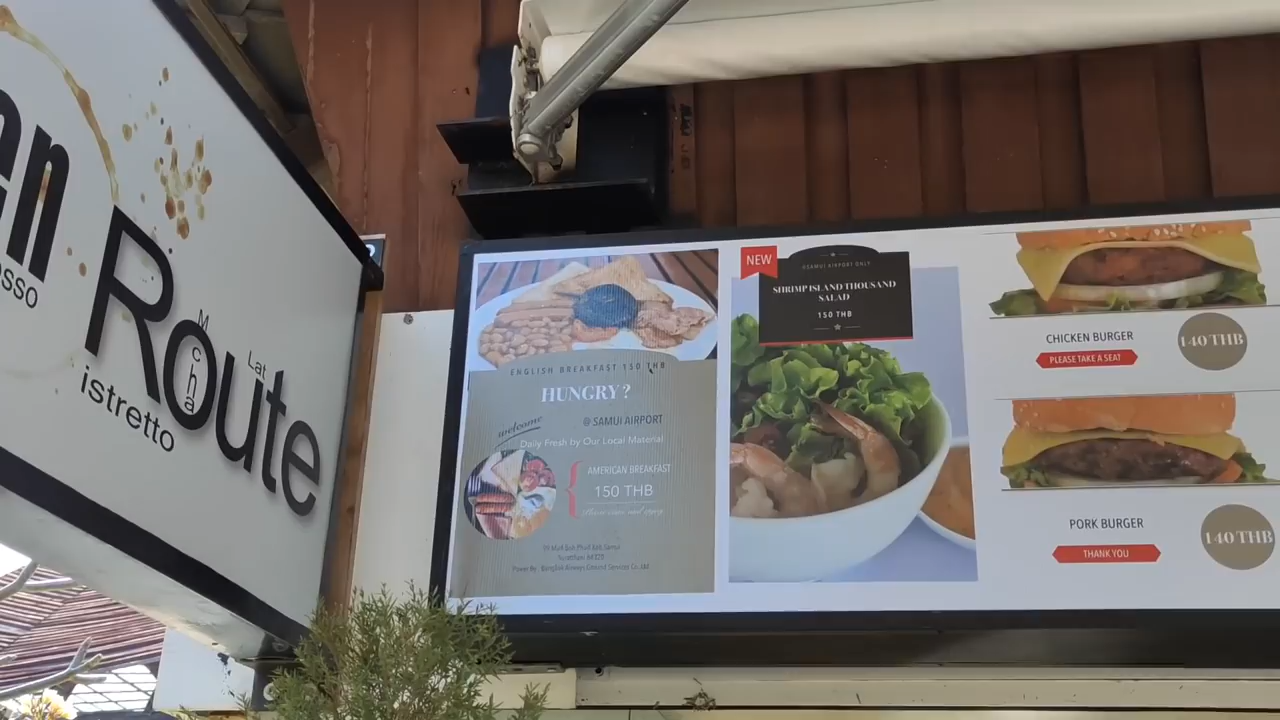 en
Route
Mcha
Lat
istretto
NEW
@SAMUI AIRPORT ONLY
SHRIMP ISLAND THOUSAND
SALAD
150 THB
ENGLISH BREAKFAST 150 THB
HUNGRY ?
welcome
@ SAMUI AIRPORT
Daily Fresh by Our Local Material
AMERICAN BREAKFAST
150 THB
CHICKEN BURGER
PLEASE TAKE A SEAT
140 THB
PORK BURGER
THANK YOU
140 THB